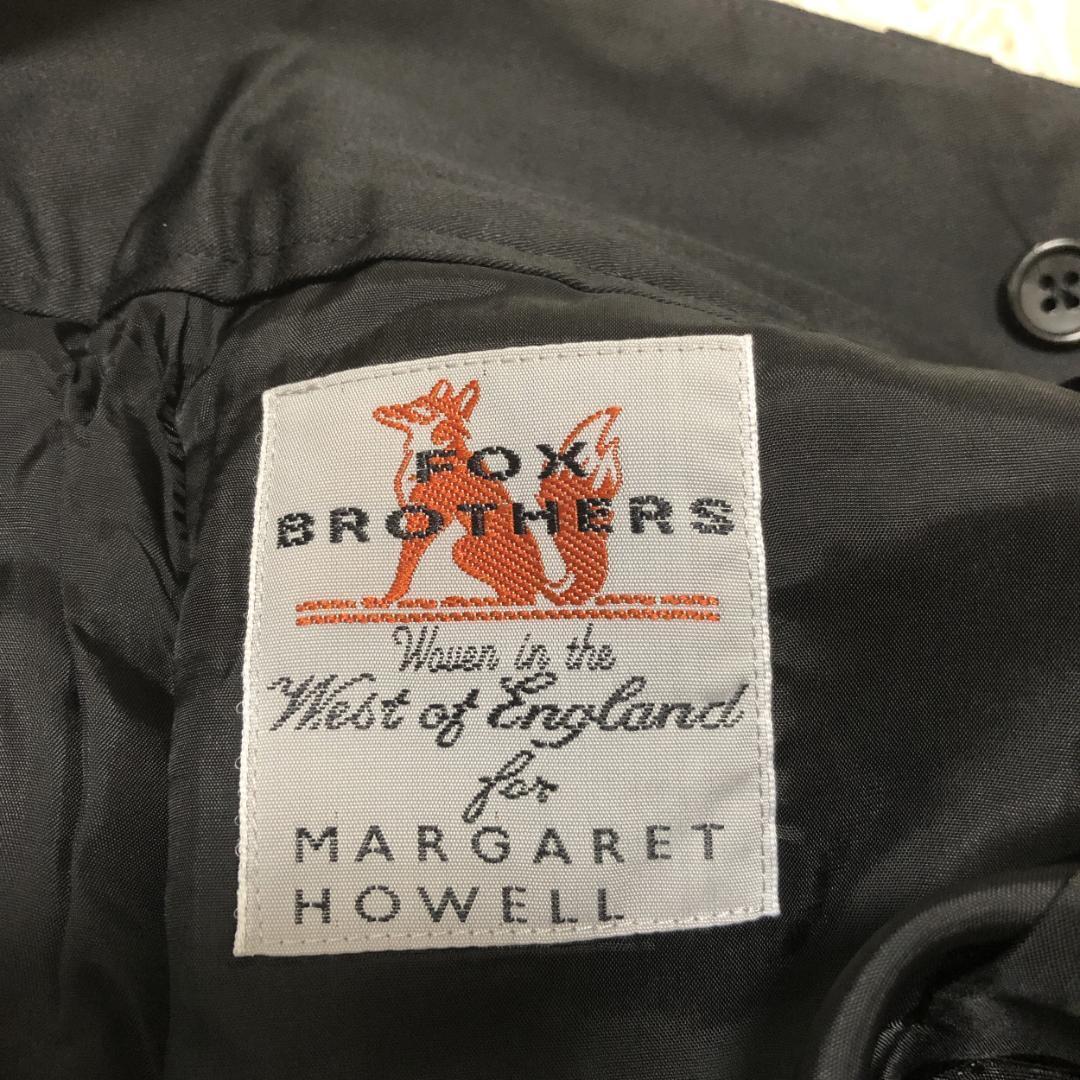 FOX
BROTHERS
Woven in the
West of England
for
MARGARET
HOWELL